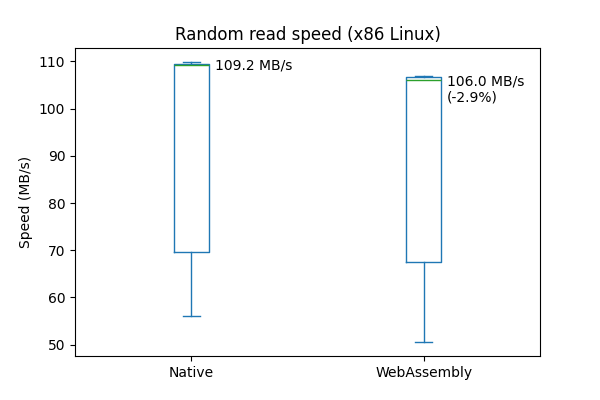 Random read speed (x86 Linux)
110
109.2 MB/s
106.0 MB/s
(-2.9%)
100
90
80
70
60
50
Speed (MB/s)
Native
WebAssembly